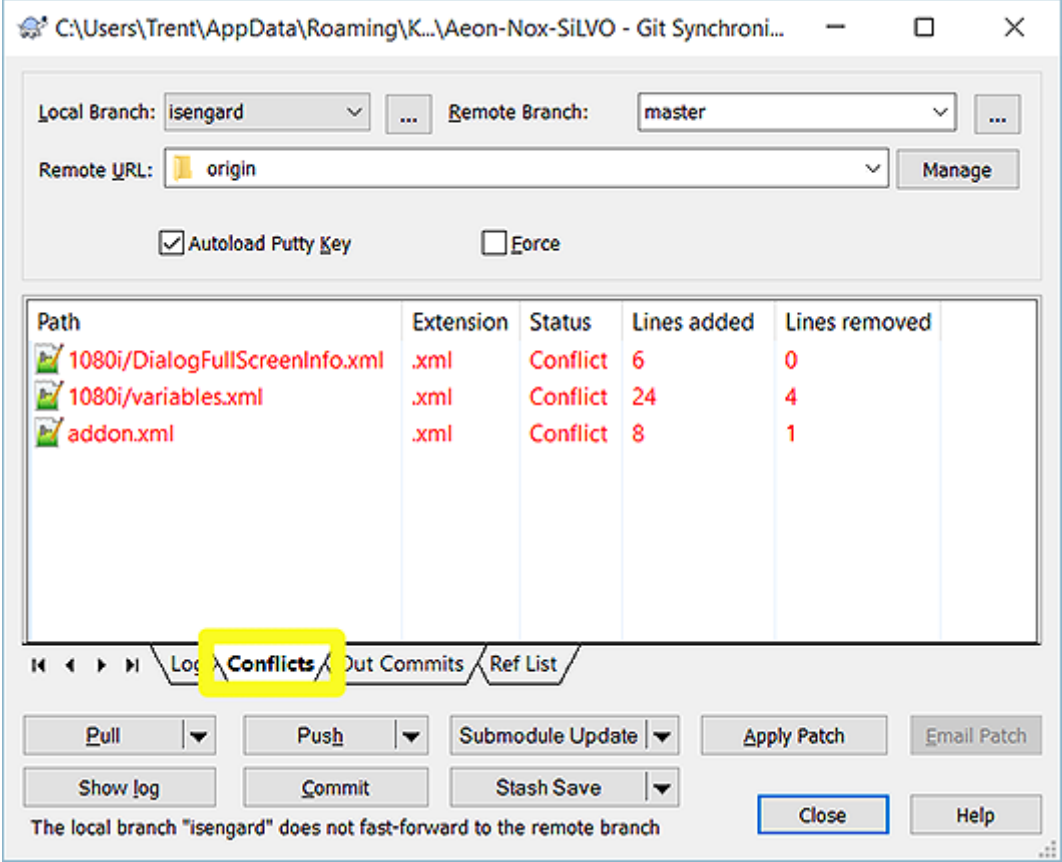 C:\Users\Trent\AppData\Roaming\K...\Aeon-Nox-SiLVO - Git Synchroni...
Local Branch: isengard ... Remote Branch: master ...
Remote URL: origin Manage
Autoload Putty Key Force
Path Extension Status Lines added Lines removed
1080i/DialogFullScreenInfo.xml .xml Conflict 6 0
1080i/variables.xml .xml Conflict 24 4
addon.xml .xml Conflict 8 1
Log Conflicts Out Commits Ref List
Pull Push Submodule Update Apply Patch Email Patch
Show log Commit Stash Save
The local branch "isengard" does not fast-forward to the remote branch
Close Help